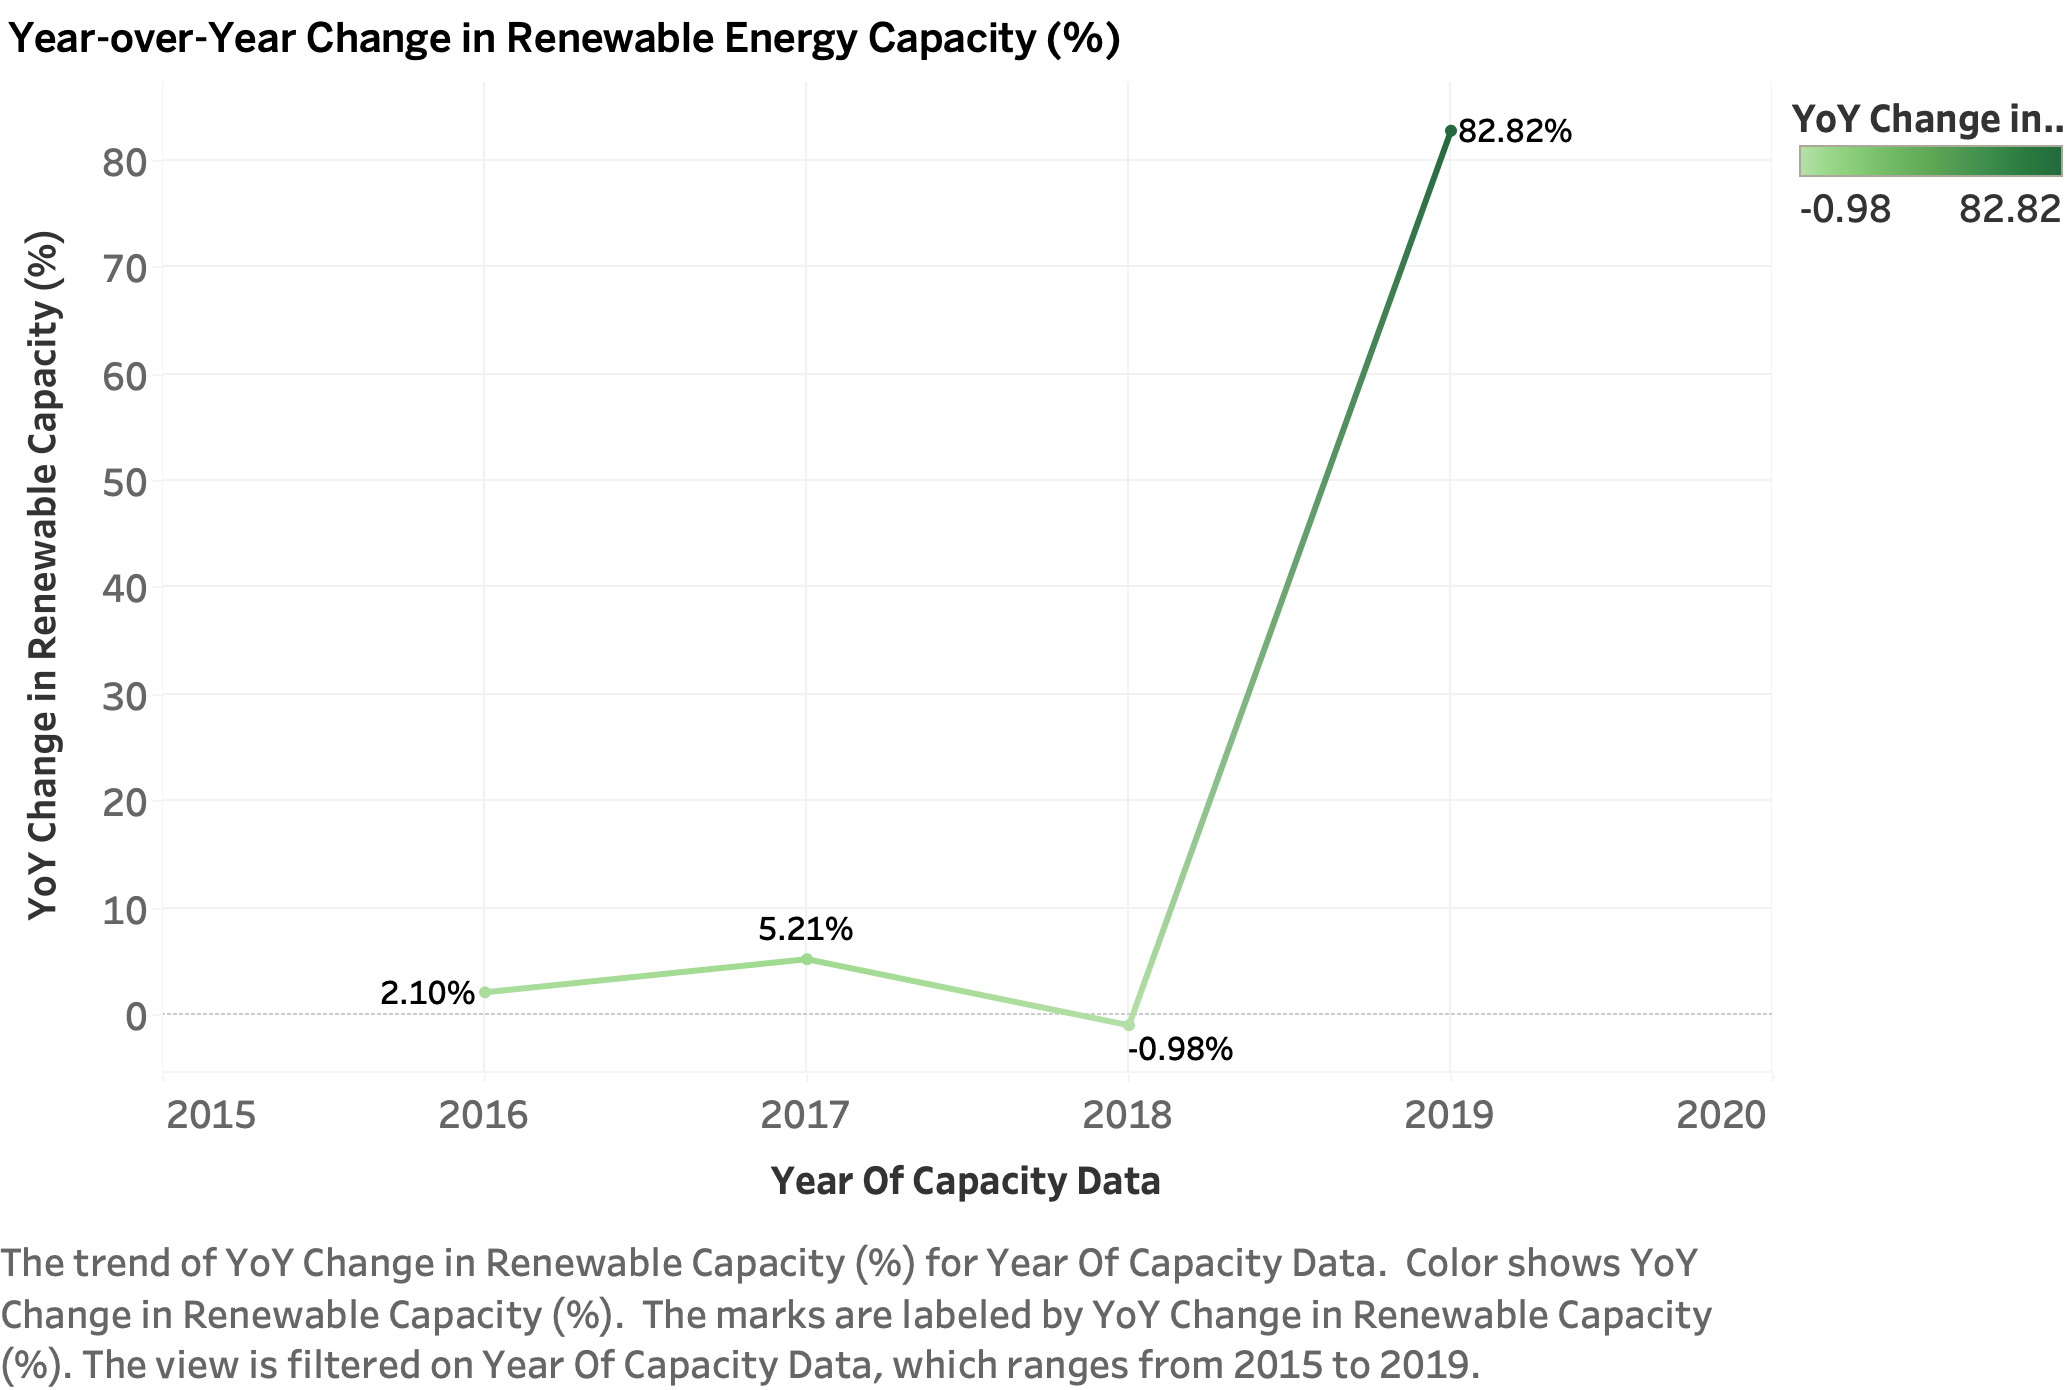 Year-over-Year Change in Renewable Energy Capacity (%)
YoY Change in..
-0.98 82.82
YoY Change in Renewable Capacity (%)
80
70
60
50
40
30
20
10
0
82.82%
5.21%
2.10%
-0.98%
2015 2016 2017 2018 2019 2020
Year Of Capacity Data
The trend of YoY Change in Renewable Capacity (%) for Year Of Capacity Data.  Color shows YoY
Change in Renewable Capacity (%).  The marks are labeled by YoY Change in Renewable Capacity
(%). The view is filtered on Year Of Capacity Data, which ranges from 2015 to 2019.